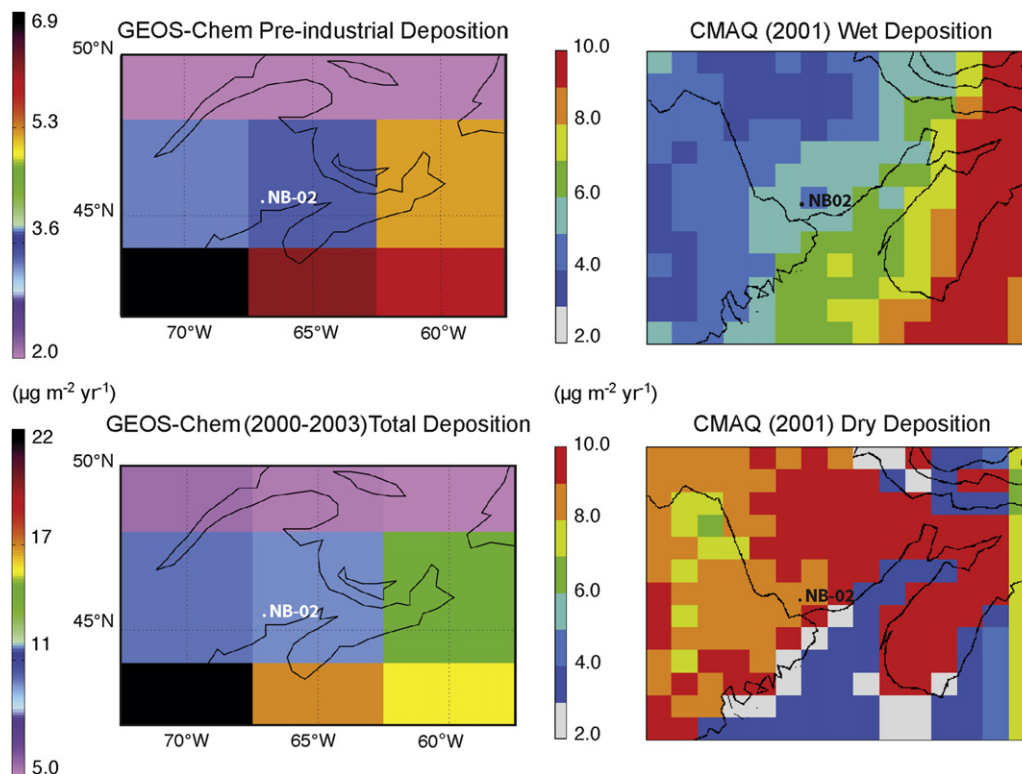 GEOS-Chem Pre-industrial Deposition
6.9
5.3
3.6
2.0
50°N
45°N
NB-02
70°W
65°W
60°W
CMAQ (2001) Wet Deposition
10.0
8.0
6.0
4.0
2.0
NB02
(µg m-2 yr-1)
GEOS-Chem (2000-2003) Total Deposition
22
17
11
5.0
50°N
45°N
NB-02
70°W
65°W
60°W
(µg m-2 yr-1)
CMAQ (2001) Dry Deposition
10.0
8.0
6.0
4.0
2.0
NB-02